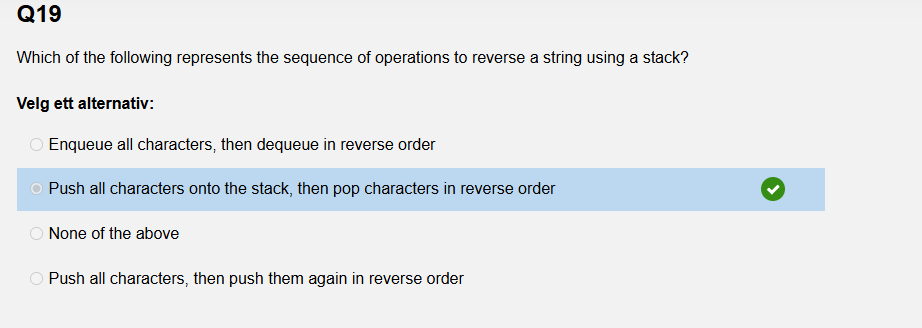 Q19
Which of the following represents the sequence of operations to reverse a string using a stack?
Velg ett alternativ:
Enqueue all characters, then dequeue in reverse order
Push all characters onto the stack, then pop characters in reverse order
None of the above
Push all characters, then push them again in reverse order